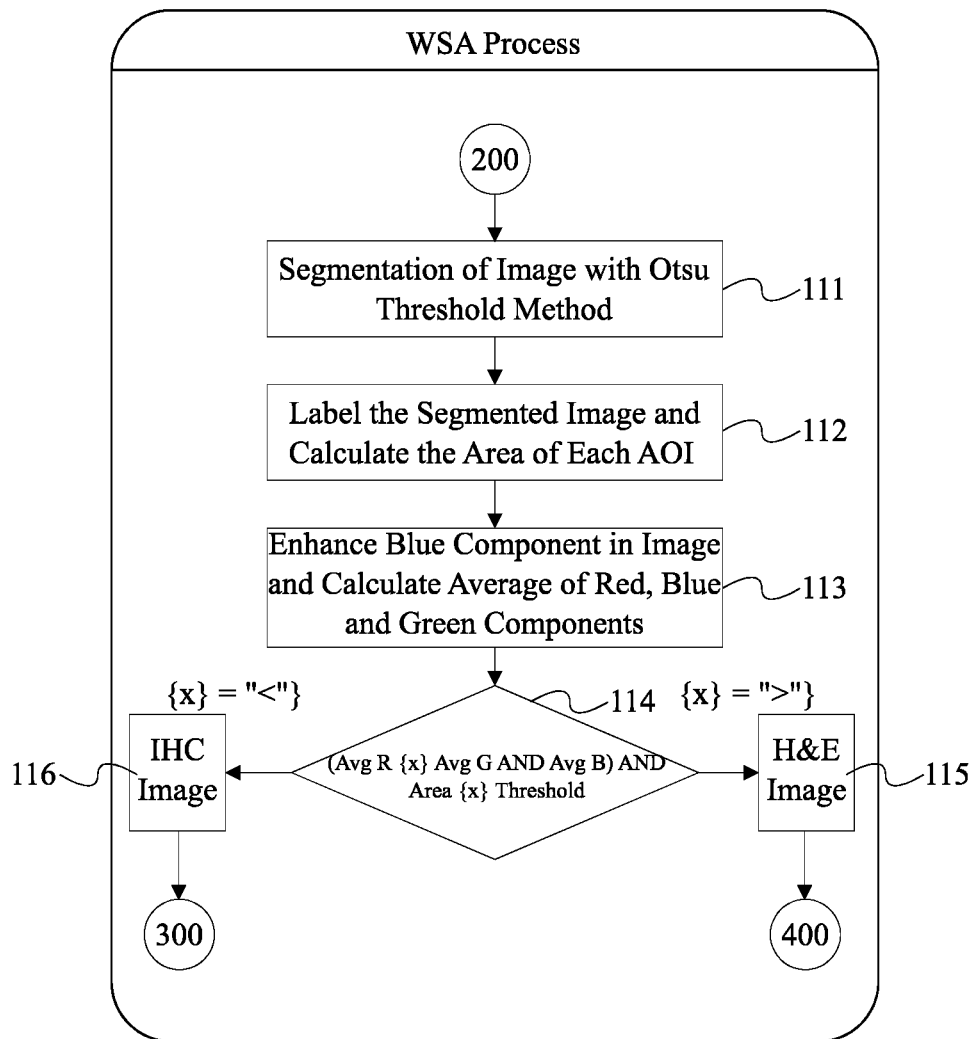 WSA Process
200
Segmentation of Image with Otsu
Threshold Method
111
Label the Segmented Image and
Calculate the Area of Each AOI
112
Enhance Blue Component in Image
and Calculate Average of Red, Blue
and Green Components
113
{x} = "<"}
114
{x} = ">"}
116
IHC
Image
(Avg R {x} Avg G AND Avg B) AND
Area {x} Threshold
H&E
Image
115
300
400